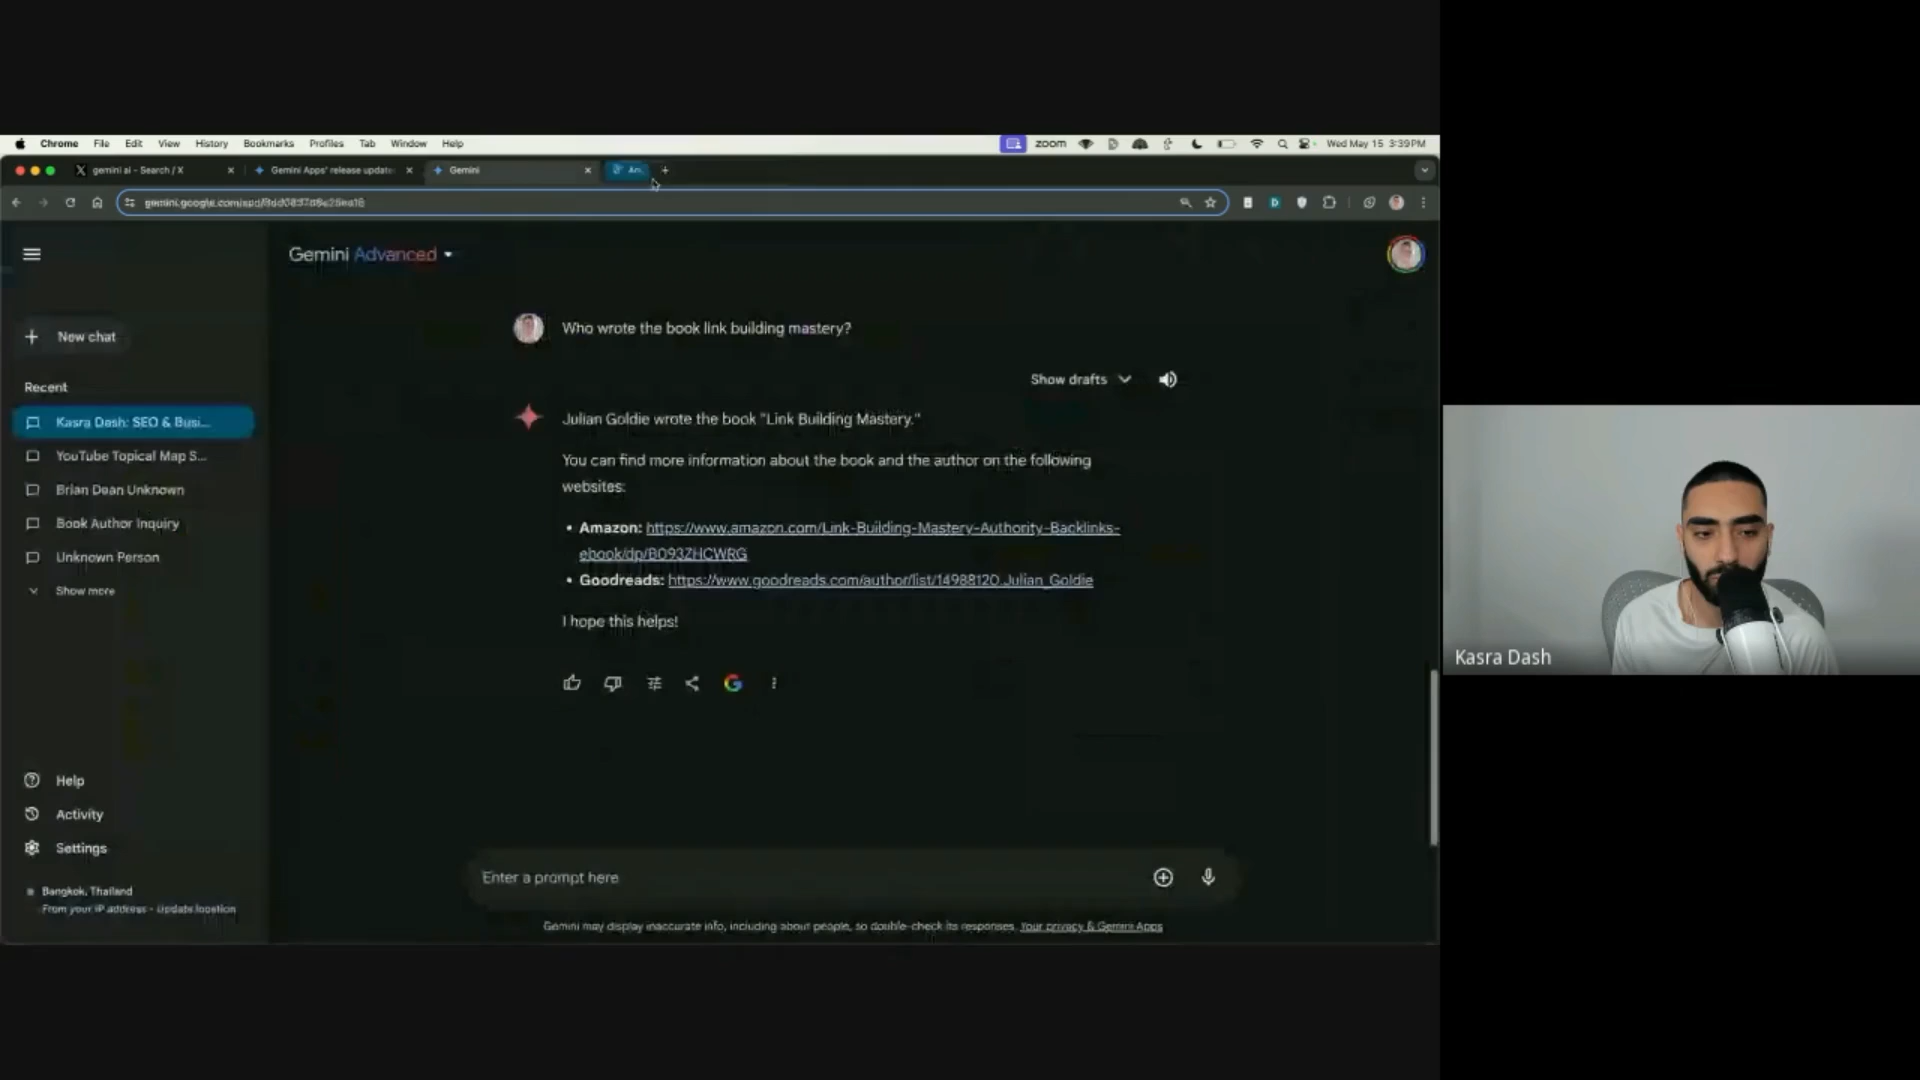 Chrome File Edit View History Bookmarks Profiles Tab Window Help zoom Wed May 15 3:39PM
gemini ai - Search / X Gemini Apps' release update Gemini
Gemini Advanced
New chat
Recent
Kasra Dash: SEO & Busi...
YouTube Topical Map S...
Brian Dean Unknown
Book Author Inquiry
Unknown Person
Show more
Who wrote the book link building mastery?
Show drafts
Julian Goldie wrote the book "Link Building Mastery."
You can find more information about the book and the author on the following
websites:
• Amazon: https://www.amazon.com/Link-Building-Mastery-Authority-Backlinks-
ebook/dp/B093ZHCWRG
• Goodreads: https://www.goodreads.com/author/list/14988120.Julian_Goldie
I hope this helps!
Help
Activity
Settings
Bangkok, Thailand
From your IP address - Update location
Enter a prompt here
Gemini may display inaccurate info, including about people, so double-check its responses. Your privacy & Gemini Apps
Kasra Dash